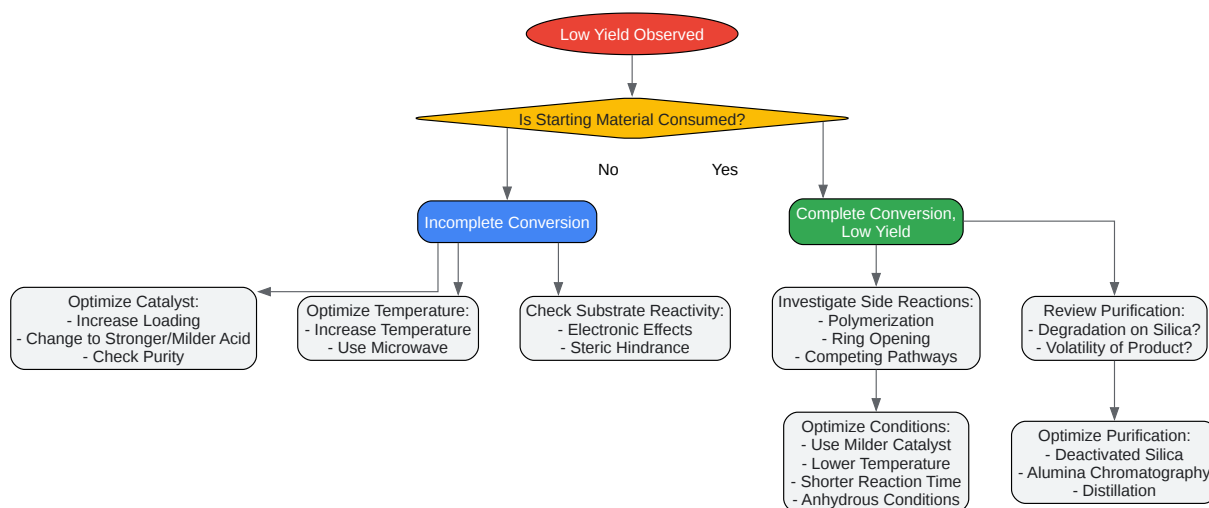 Low Yield Observed
Is Starting Material Consumed?
No
Yes
Incomplete Conversion
Complete Conversion,
Low Yield
Optimize Catalyst:
- Increase Loading
- Change to Stronger/Milder Acid
- Check Purity
Optimize Temperature:
- Increase Temperature
- Use Microwave
Check Substrate Reactivity:
- Electronic Effects
- Steric Hindrance
Investigate Side Reactions:
- Polymerization
- Ring Opening
- Competing Pathways
Review Purification:
- Degradation on Silica?
- Volatility of Product?
Optimize Conditions:
- Use Milder Catalyst
- Lower Temperature
- Shorter Reaction Time
- Anhydrous Conditions
Optimize Purification:
- Deactivated Silica
- Alumina Chromatography
- Distillation